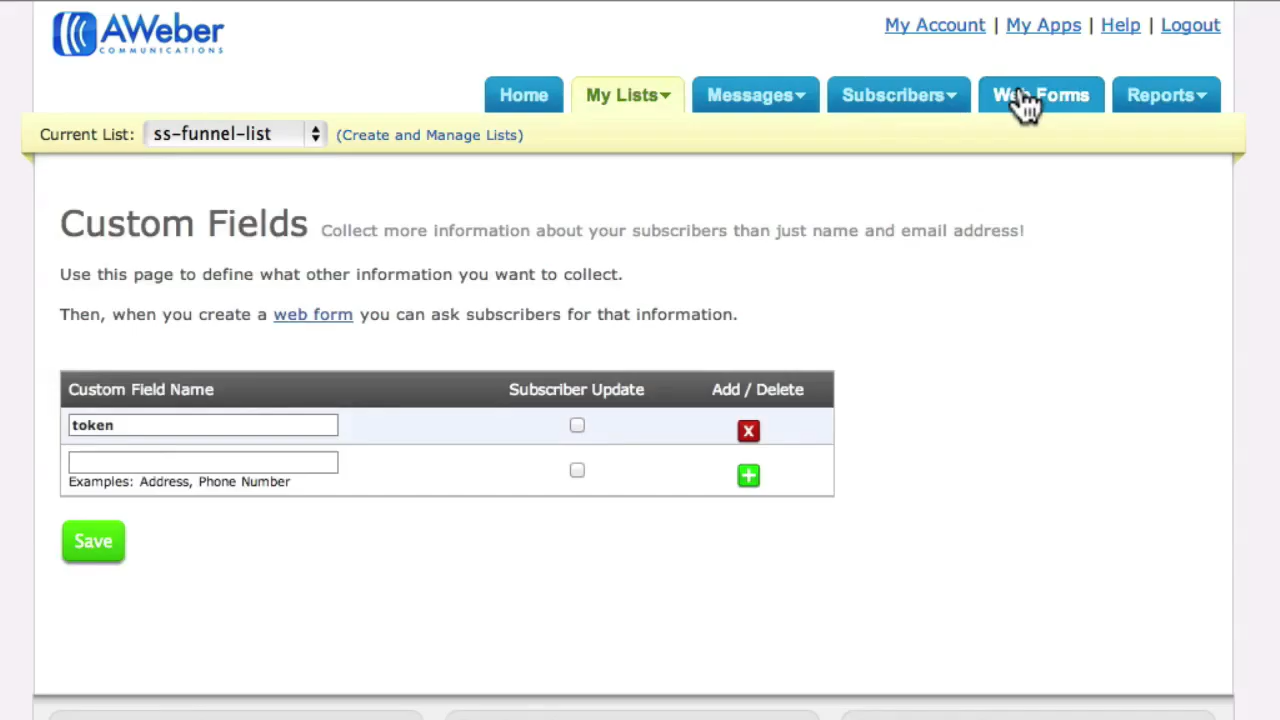 AWeber
COMMUNICATIONS
My Account | My Apps | Help | Logout
Home My Lists Messages Subscribers Web Forms Reports
Current List: ss-funnel-list (Create and Manage Lists)
Custom Fields Collect more information about your subscribers than just name and email address!
Use this page to define what other information you want to collect.
Then, when you create a web form you can ask subscribers for that information.
Custom Field Name Subscriber Update Add / Delete
token
Examples: Address, Phone Number
Save